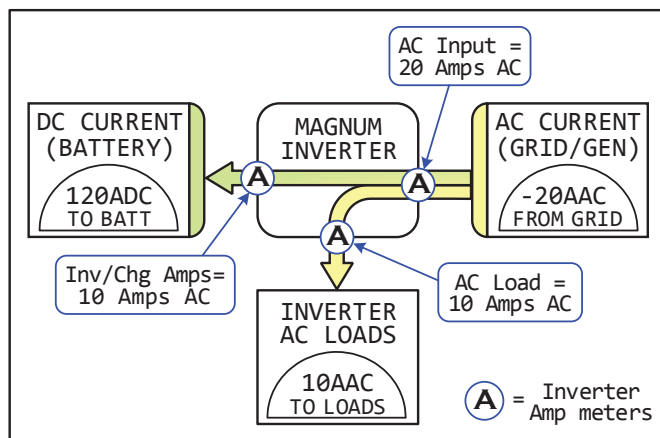 AC Input =
20 Amps AC
DC CURRENT
(BATTERY)
120ADC
TO BATT
MAGNUM
INVERTER
AC CURRENT
(GRID/GEN)
-20AAC
FROM GRID
A
A
A
Inv/Chg Amps=
10 Amps AC
AC Load =
10 Amps AC
INVERTER
AC LOADS
10AAC
TO LOADS
A = Inverter
Amp meters